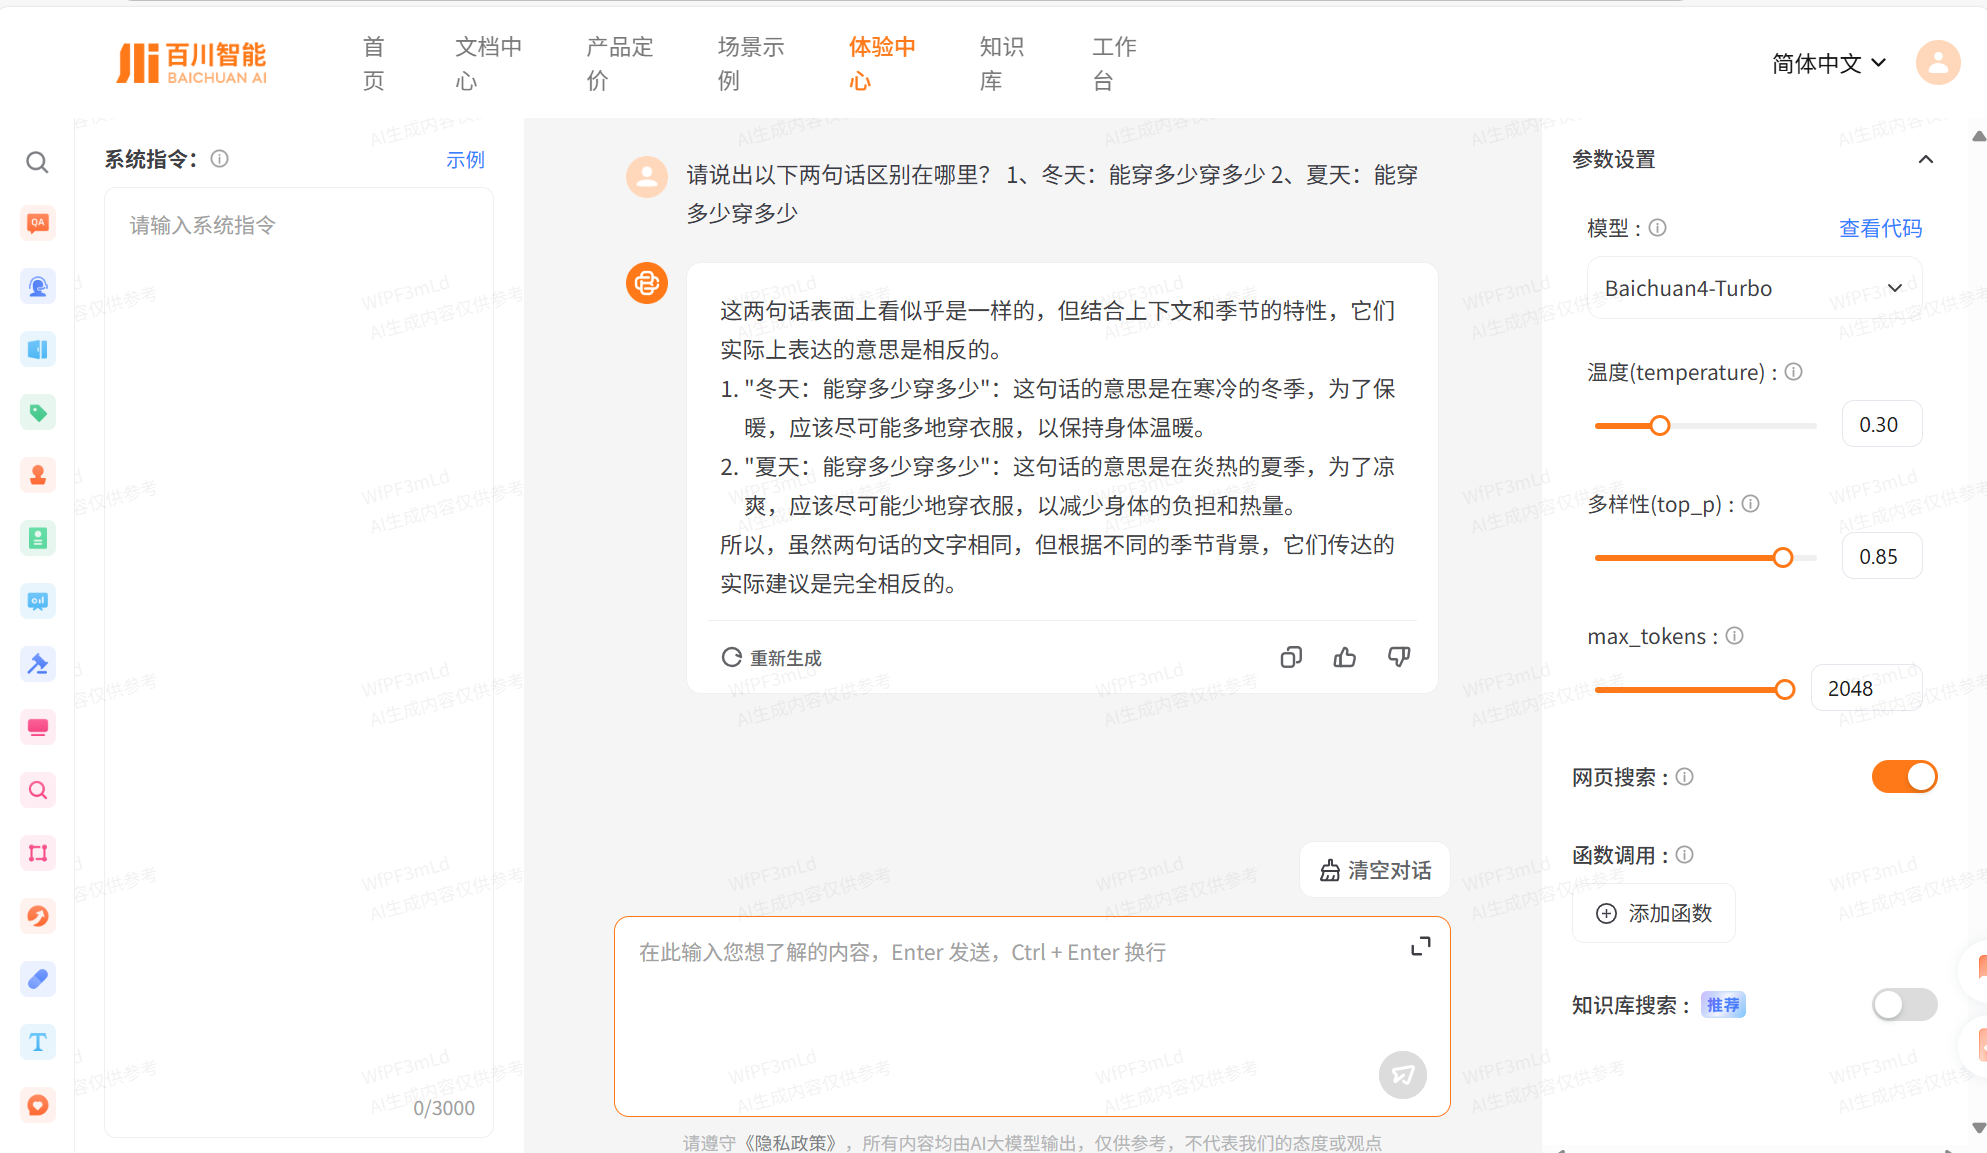 百川智能
BAICHUAN AI
首页
文档中心
产品定价
场景示例
体验中心
知识库
工作台
简体中文
系统指令：
示例
请输入系统指令
0/3000
请说出以下两句话区别在哪里？ 1、冬天：能穿多少穿多少 2、夏天：能穿
多少穿多少
这两句话表面上看似乎是一样的，但结合上下文和季节的特性，它们
实际上表达的意思是相反的。
1. "冬天：能穿多少穿多少"：这句话的意思是在寒冷的冬季，为了保
暖，应该尽可能多地穿衣服，以保持身体温暖。
2. "夏天：能穿多少穿多少"：这句话的意思是在炎热的夏季，为了凉
爽，应该尽可能少地穿衣服，以减少身体的负担和热量。
所以，虽然两句话的文字相同，但根据不同的季节背景，它们传达的
实际建议是完全相反的。
重新生成
清空对话
在此输入您想了解的内容，Enter 发送，Ctrl + Enter 换行
请遵守《隐私政策》，所有内容均由AI大模型输出，仅供参考，不代表我们的态度或观点
参数设置
模型 :
查看代码
Baichuan4-Turbo
温度(temperature) :
0.30
多样性(top_p) :
0.85
max_tokens :
2048
网页搜索 :
函数调用 :
添加函数
知识库搜索 :
推荐
QA
T
WfPF3mLd
AI生成内容仅供参考